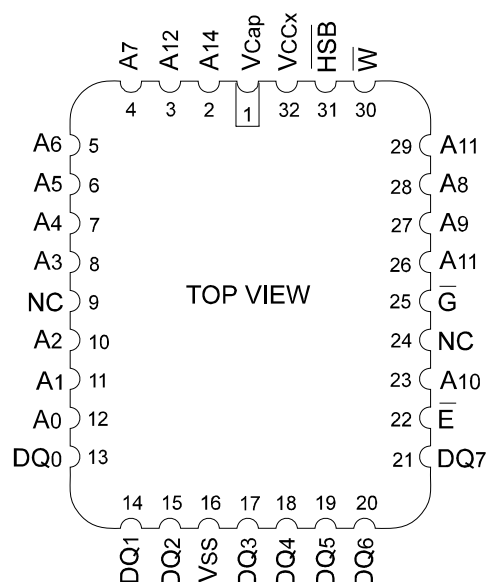 A7 A12 A14 VCap VCCx HSB W
4 3 2 1 32 31 30
A6 5 29 A11
A5 6 28 A8
A4 7 27 A9
A3 8 26 A11
NC 9 TOP VIEW 25 G
A2 10 24 NC
A1 11 23 A10
A0 12 22 E
DQ0 13 21 DQ7
14 15 16 17 18 19 20
DQ1 DQ2 VSS DQ3 DQ4 DQ5 DQ6